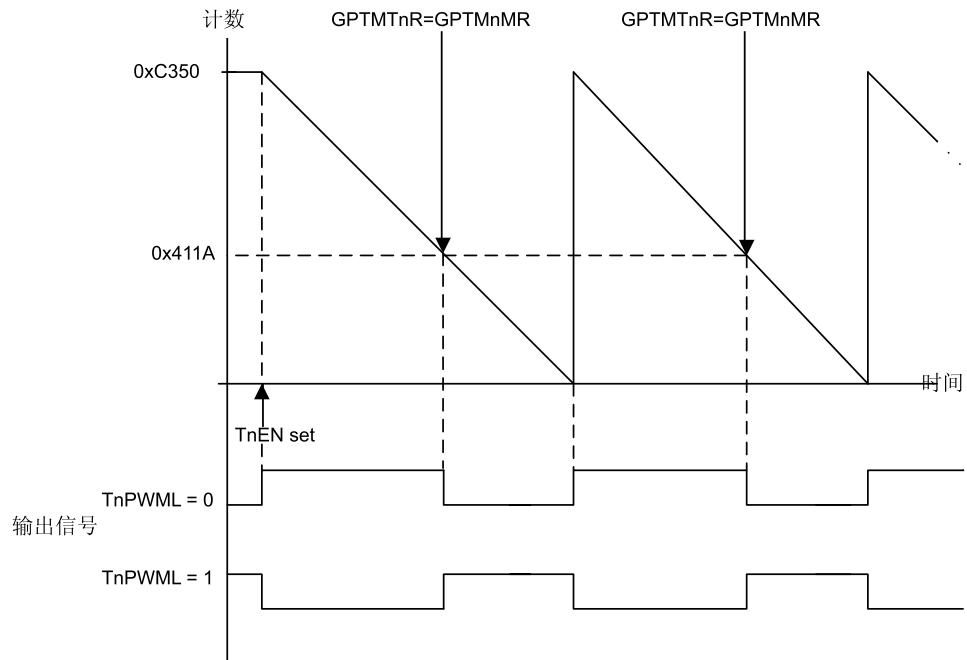 计数
GPTMTnR=GPTMnMR
GPTMTnR=GPTMnMR
0xC350
0x411A
时间
TnEN set
TnPWML = 0
输出信号
TnPWML = 1